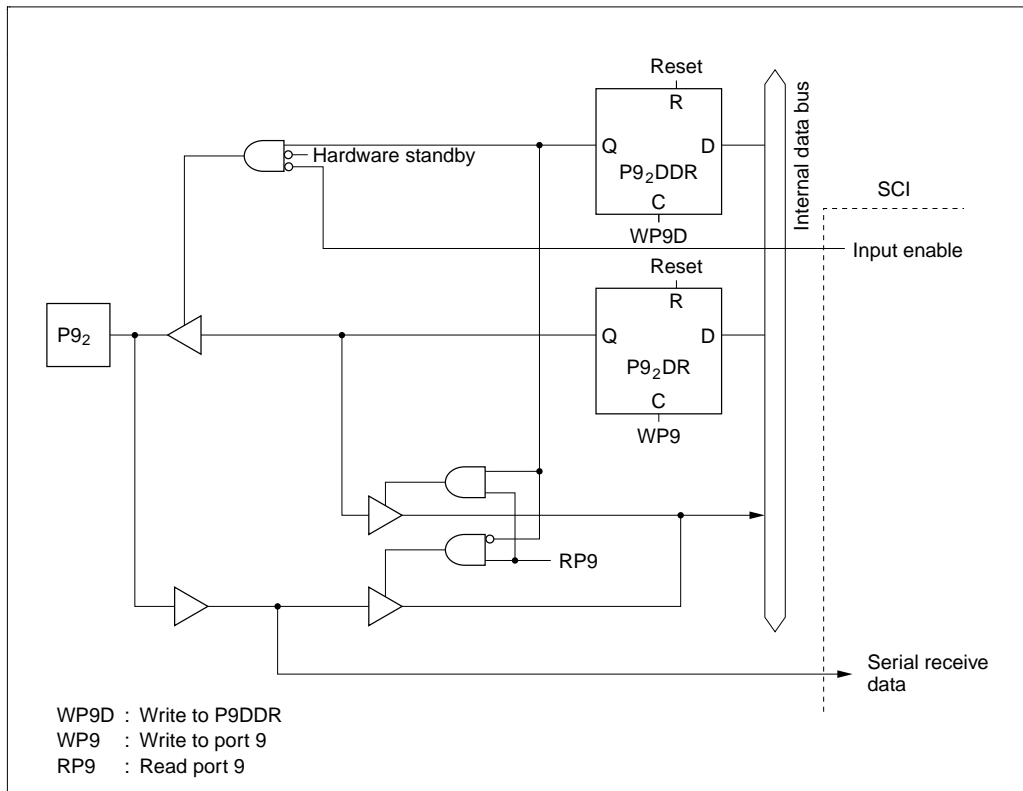 Reset
R
Q D
P9₂DDR
C
WP9D
Hardware standby
Internal data bus
SCI
Input enable
Reset
R
Q D
P9₂DR
C
WP9
P9₂
RP9
Serial receive
data
WP9D : Write to P9DDR
WP9 : Write to port 9
RP9 : Read port 9